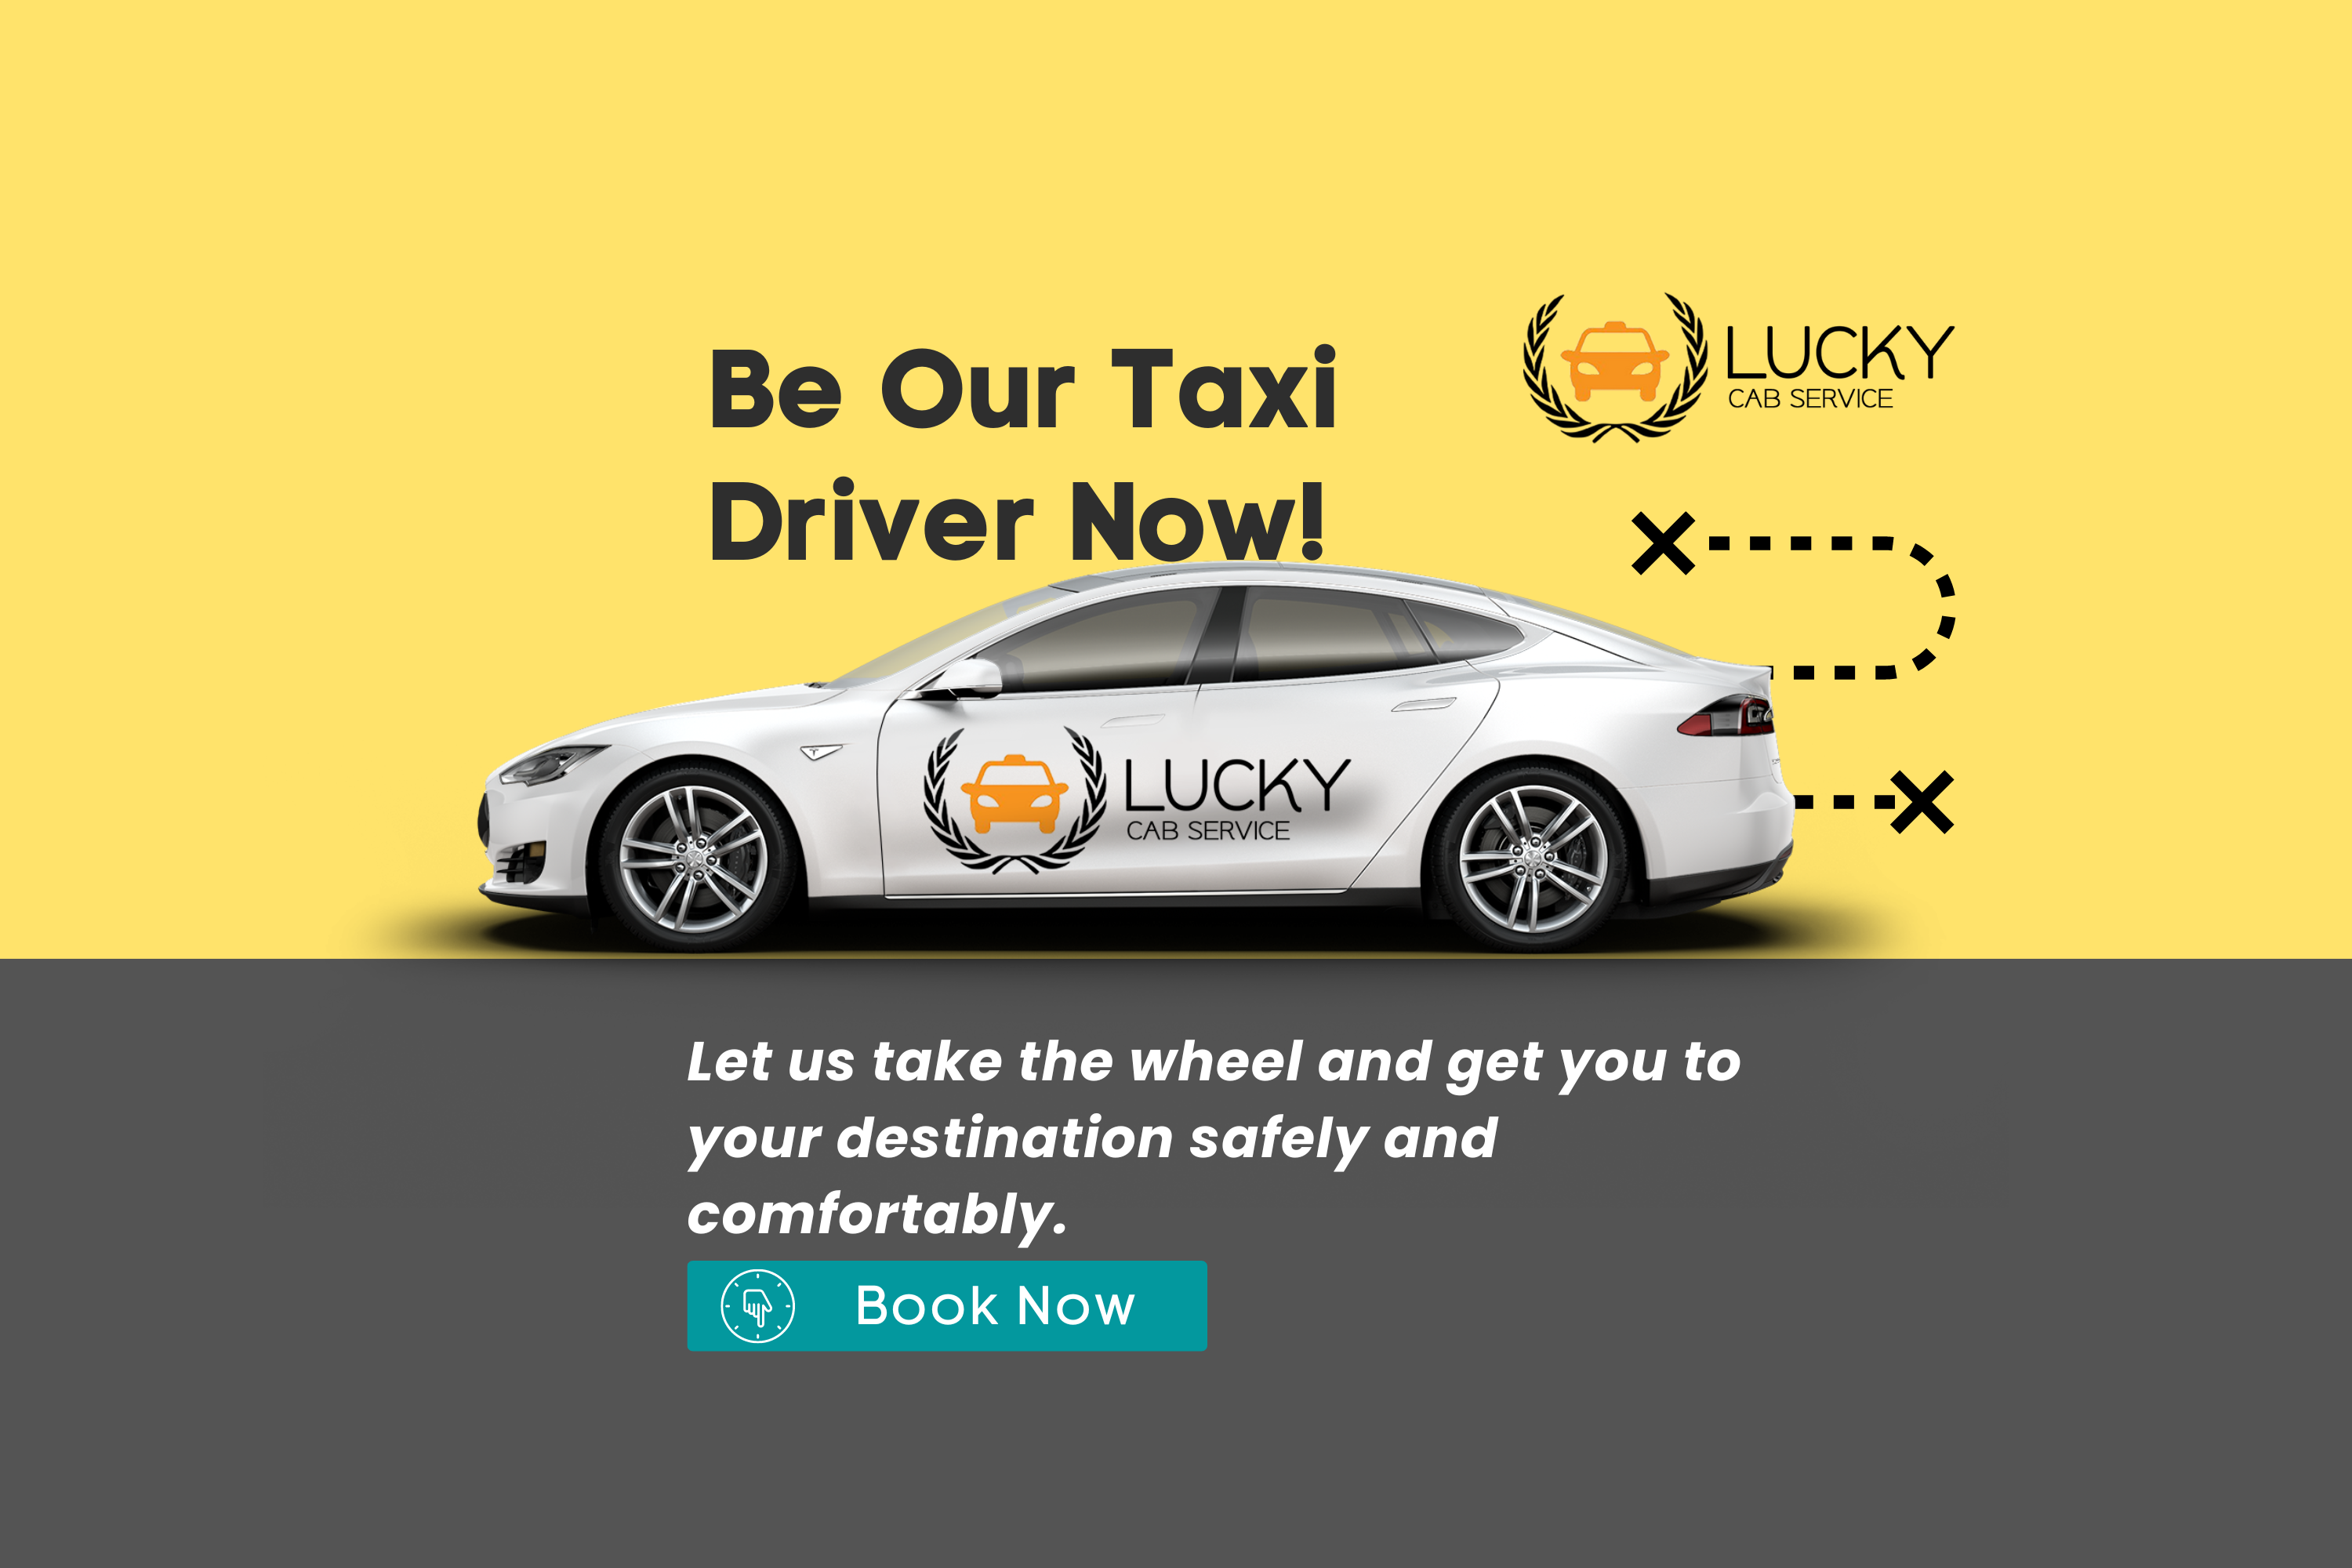 Be Our Taxi
Driver Now!
LUCKY
CAB SERVICE
LUCKY
CAB SERVICE
Let us take the wheel and get you to
your destination safely and
comfortably.
Book Now